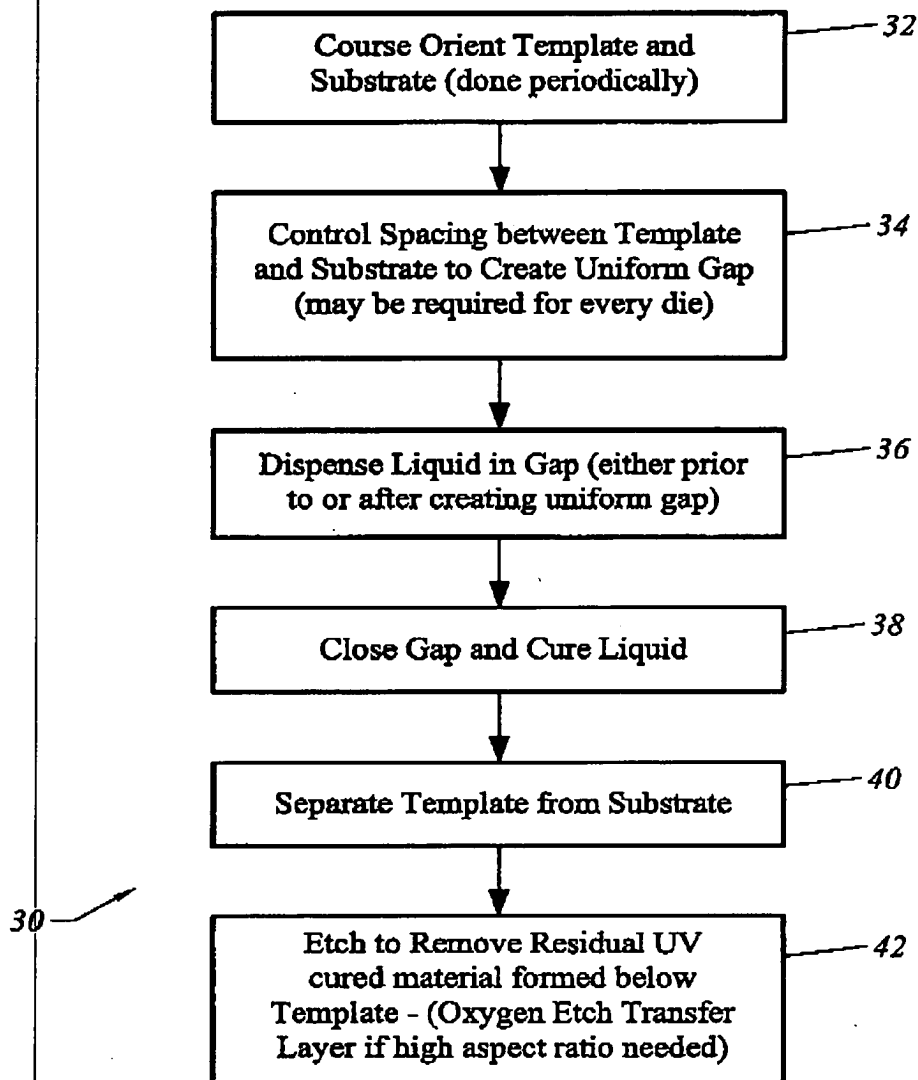 Course Orient Template and
Substrate (done periodically)
32
Control Spacing between Template
and Substrate to Create Uniform Gap
(may be required for every die)
34
Dispense Liquid in Gap (either prior
to or after creating uniform gap)
36
Close Gap and Cure Liquid
38
Separate Template from Substrate
40
30
Etch to Remove Residual UV
cured material formed below
Template - (Oxygen Etch Transfer
Layer if high aspect ratio needed)
42